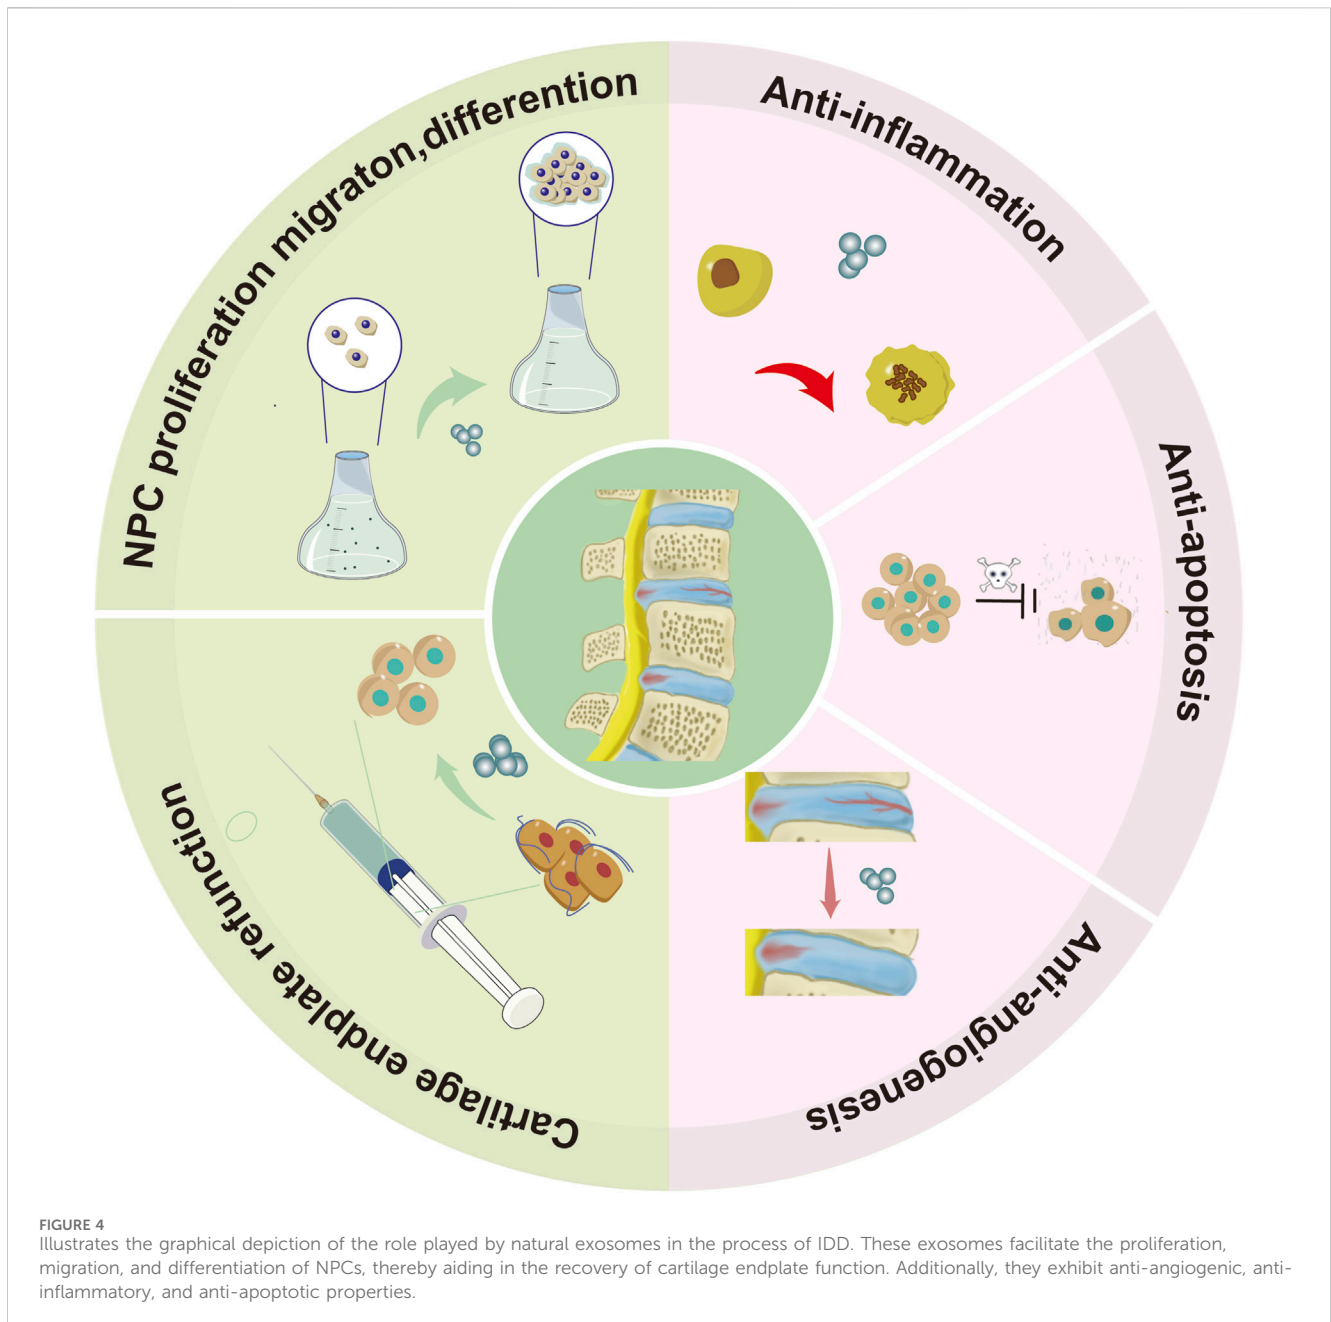 NPC proliferation migraton,differention
Anti-inflammation
Anti-apoptosis
Anti-angiogenesis
Cartilage endplate refunction
FIGURE 4
Illustrates the graphical depiction of the role played by natural exosomes in the process of IDD. These exosomes facilitate the proliferation,
migration, and differentiation of NPCs, thereby aiding in the recovery of cartilage endplate function. Additionally, they exhibit anti-angiogenic, anti-
inflammatory, and anti-apoptotic properties.